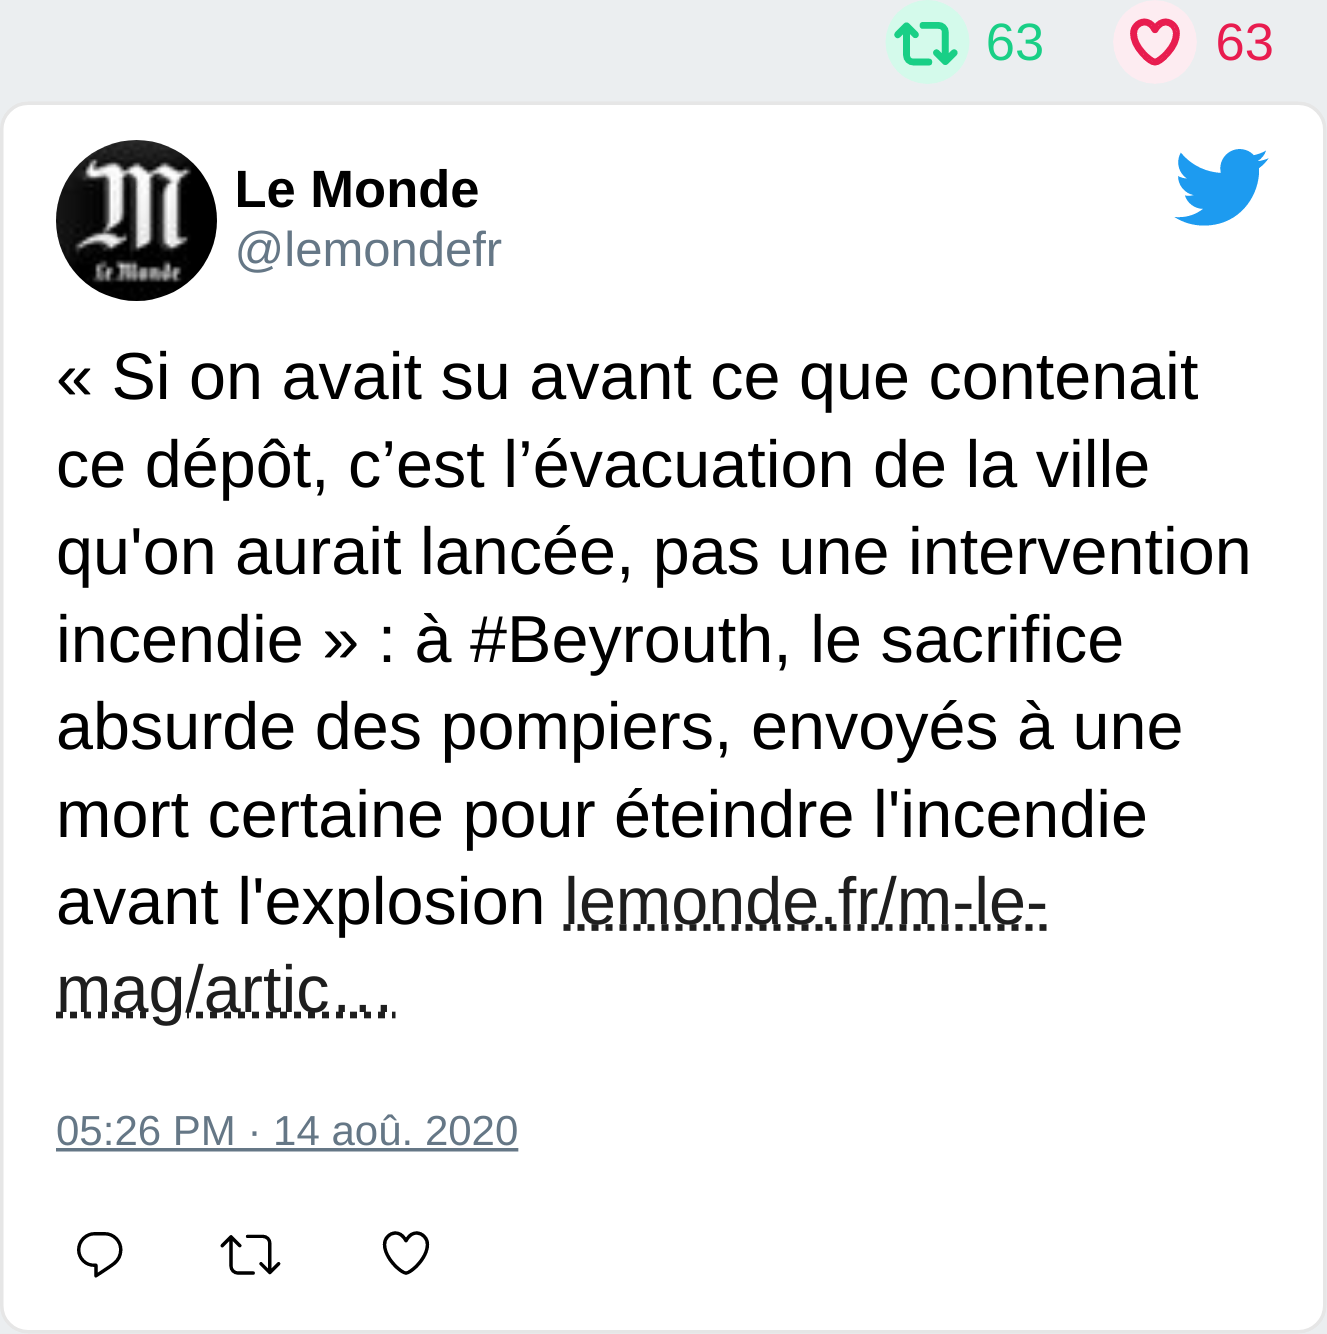 63 63
Le Monde
Le Monde
@lemondefr
« Si on avait su avant ce que contenait
ce dépôt, c’est l’évacuation de la ville
qu'on aurait lancée, pas une intervention
incendie » : à #Beyrouth, le sacrifice
absurde des pompiers, envoyés à une
mort certaine pour éteindre l'incendie
avant l'explosion lemonde.fr/m-le-
mag/artic…
05:26 PM · 14 aoû. 2020